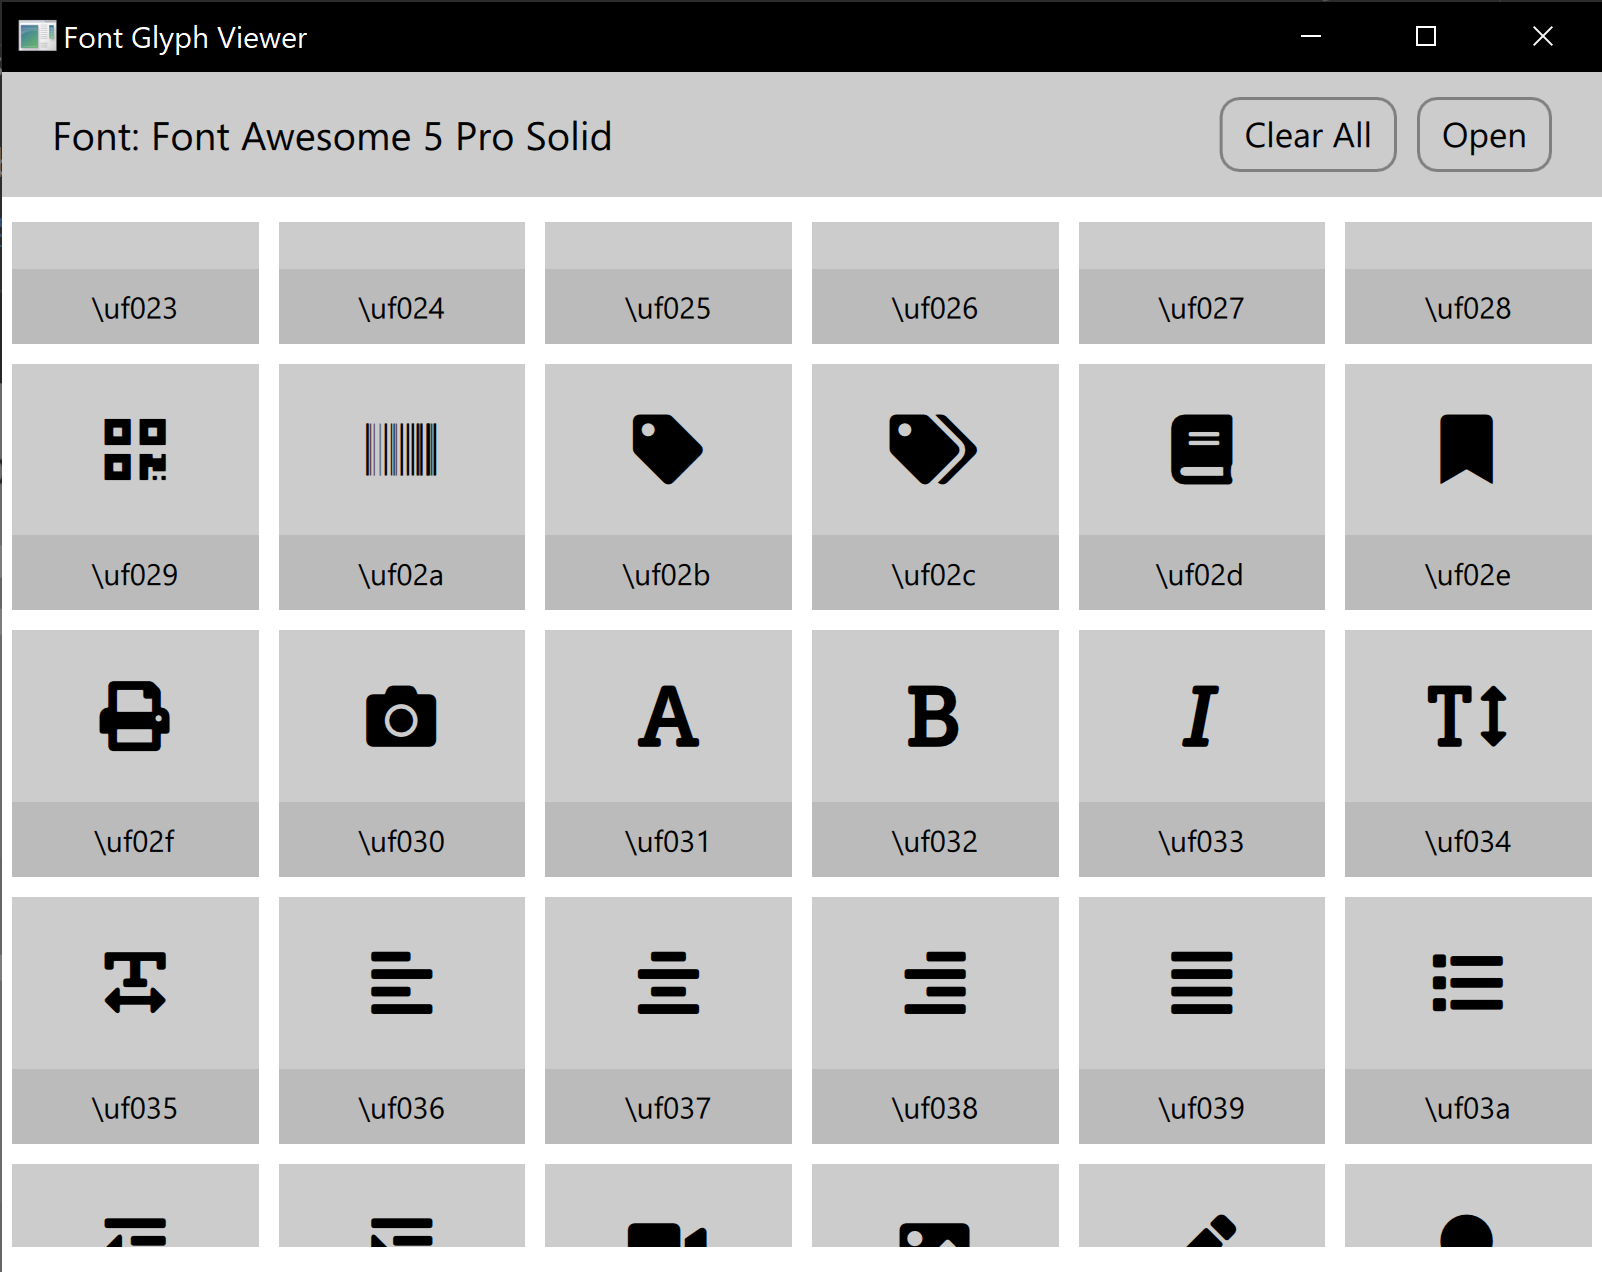 Font Glyph Viewer
Font: Font Awesome 5 Pro Solid
Clear All
Open
\uf023 \uf024 \uf025 \uf026 \uf027 \uf028
\uf029 \uf02a \uf02b \uf02c \uf02d \uf02e
\uf02f \uf030 \uf031 \uf032 \uf033 \uf034
\uf035 \uf036 \uf037 \uf038 \uf039 \uf03a